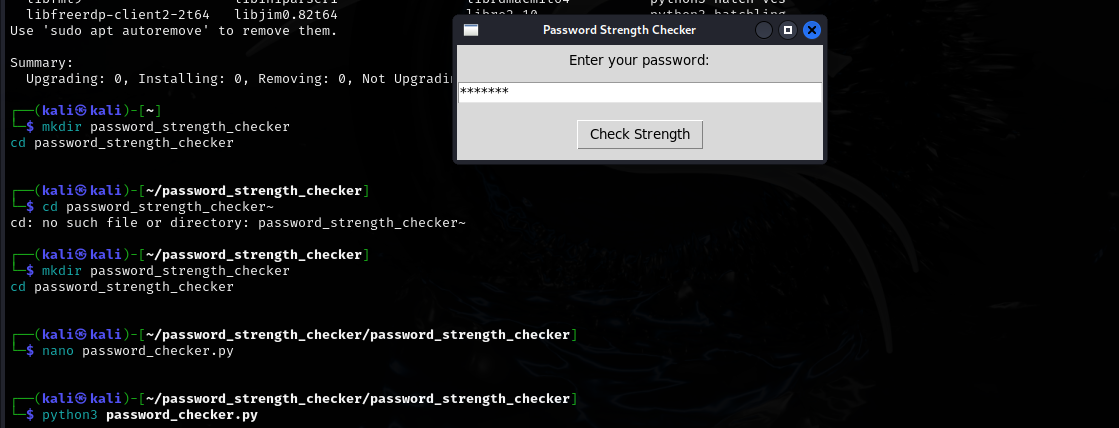 libfreerdp-client2-2t64   libjim0.82t64
Use 'sudo apt autoremove' to remove them.
Summary:
Upgrading: 0, Installing: 0, Removing: 0, Not
┌──(kali㉿kali)-[~]
└─$ mkdir password_strength_checker
cd password_strength_checker
┌──(kali㉿kali)-[~/password_strength_checker]
└─$ cd password_strength_checker~
cd: no such file or directory: password_strength_checker~
┌──(kali㉿kali)-[~/password_strength_checker]
└─$ mkdir password_strength_checker
cd password_strength_checker
┌──(kali㉿kali)-[~/password_strength_checker/password_strength_checker]
└─$ nano password_checker.py
┌──(kali㉿kali)-[~/password_strength_checker/password_strength_checker]
└─$ python3 password_checker.py
Password Strength Checker
Enter your password:
*******
Check Strength